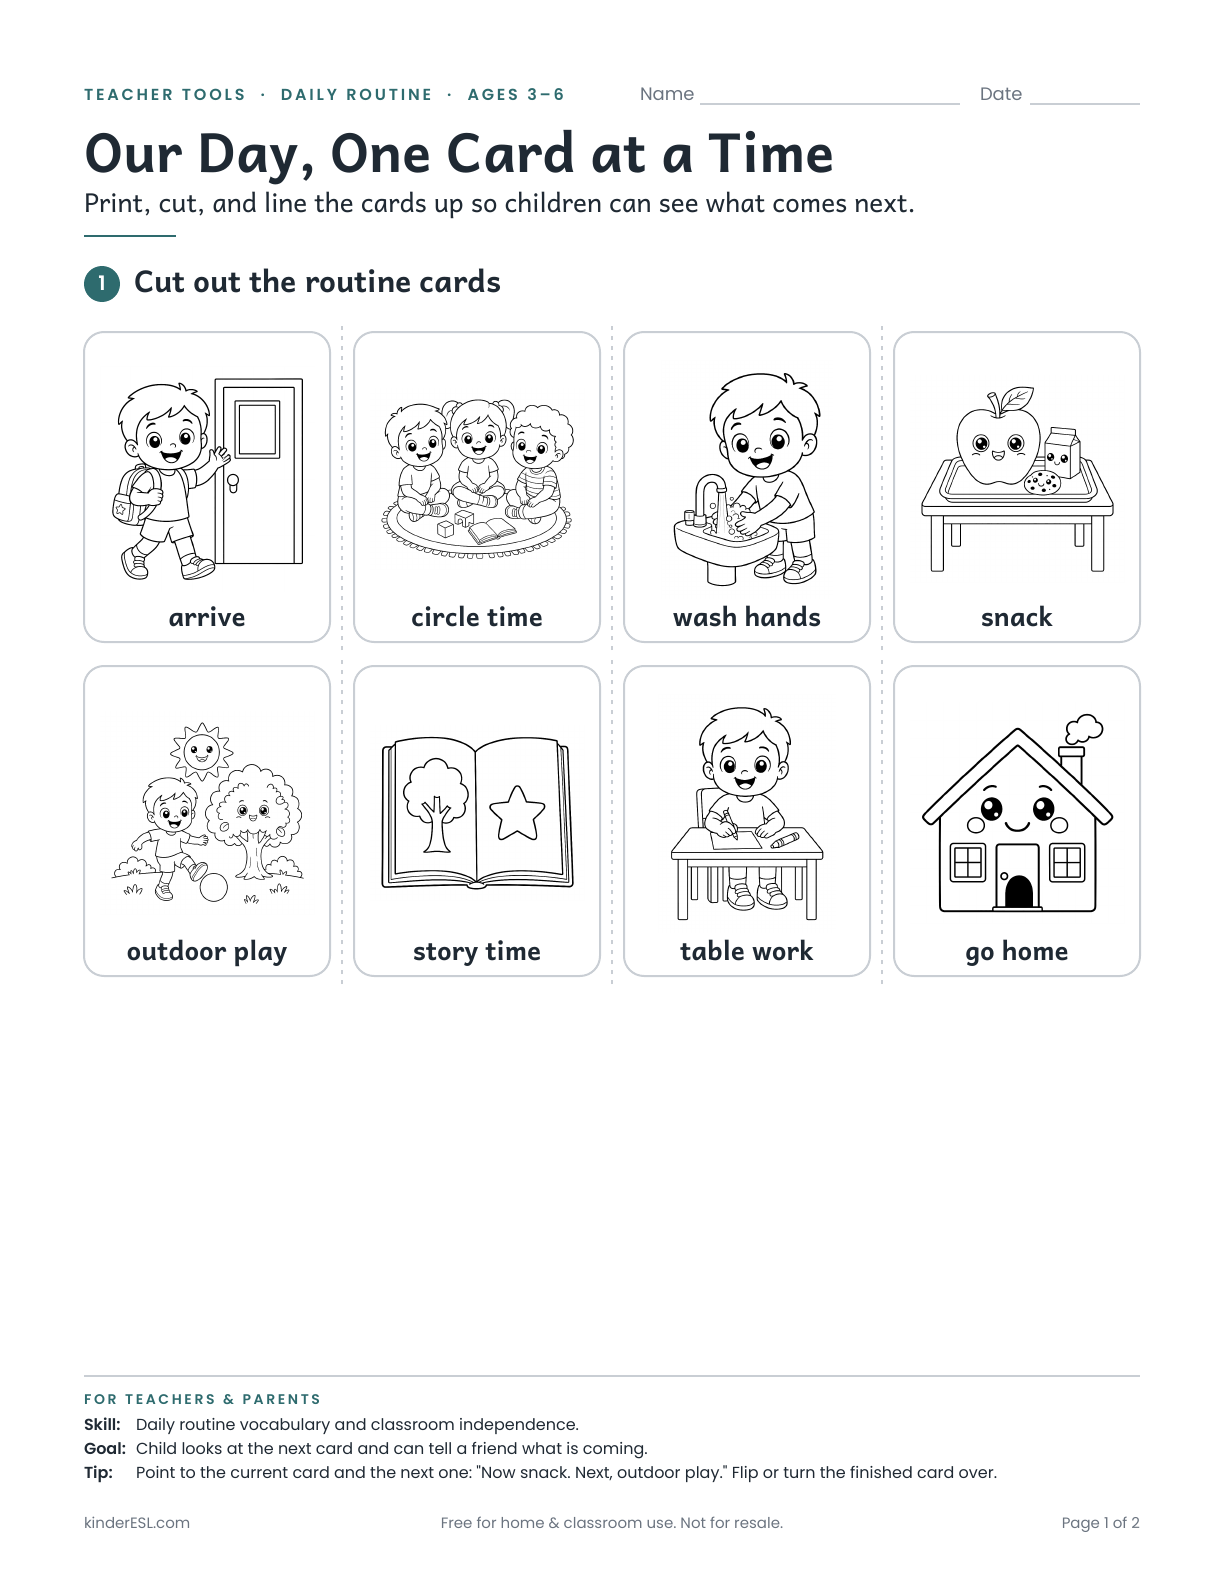 TEACHER TOOLS · DAILY ROUTINE · AGES 3–6 Name Date
Our Day, One Card at a Time
Print, cut, and line the cards up so children can see what comes next.
1 Cut out the routine cards
arrive circle time wash hands snack
outdoor play story time table work go home
FOR TEACHERS & PARENTS
Skill: Daily routine vocabulary and classroom independence.
Goal: Child looks at the next card and can tell a friend what is coming.
Tip: Point to the current card and the next one: "Now snack. Next, outdoor play." Flip or turn the finished card over.
kinderESL.com Free for home & classroom use. Not for resale. Page 1 of 2